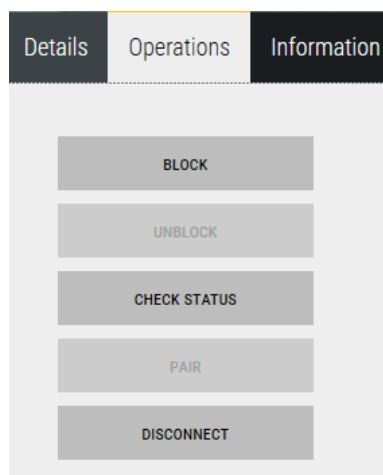 Details Operations Information
BLOCK
UNBLOCK
CHECK STATUS
PAIR
DISCONNECT